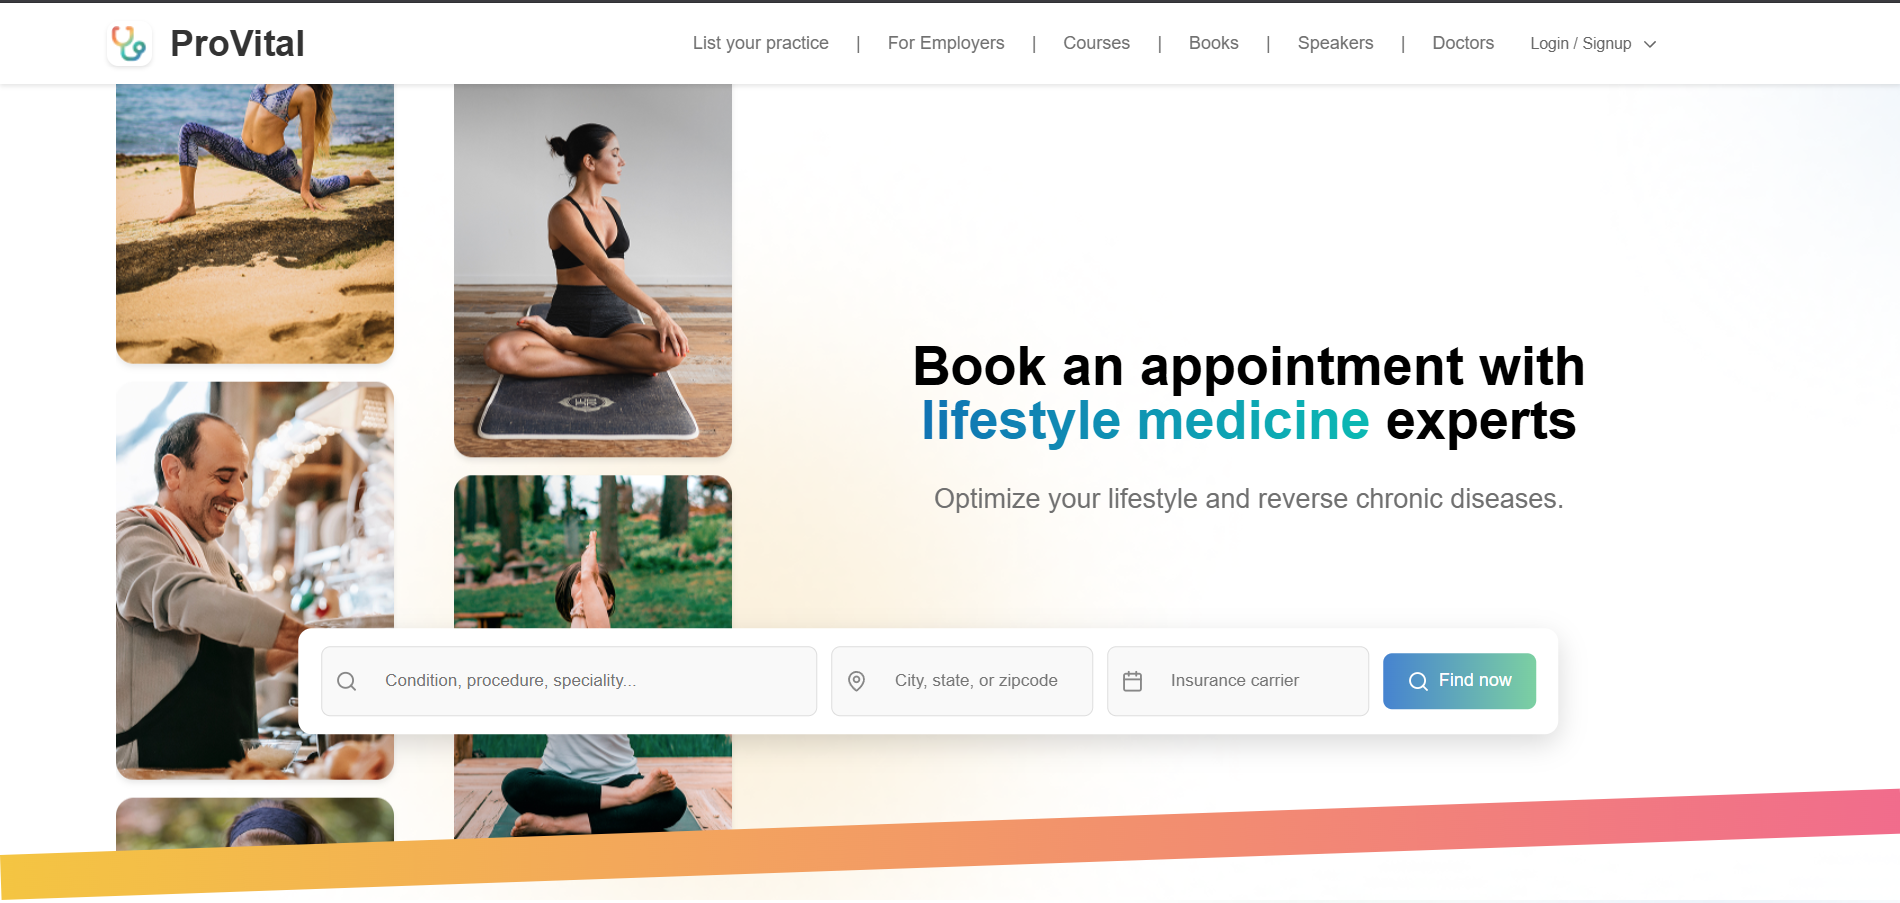 ProVital
List your practice | For Employers | Courses | Books | Speakers | Doctors Login / Signup
Book an appointment with
lifestyle medicine experts
Optimize your lifestyle and reverse chronic diseases.
Condition, procedure, speciality... City, state, or zipcode Insurance carrier Find now